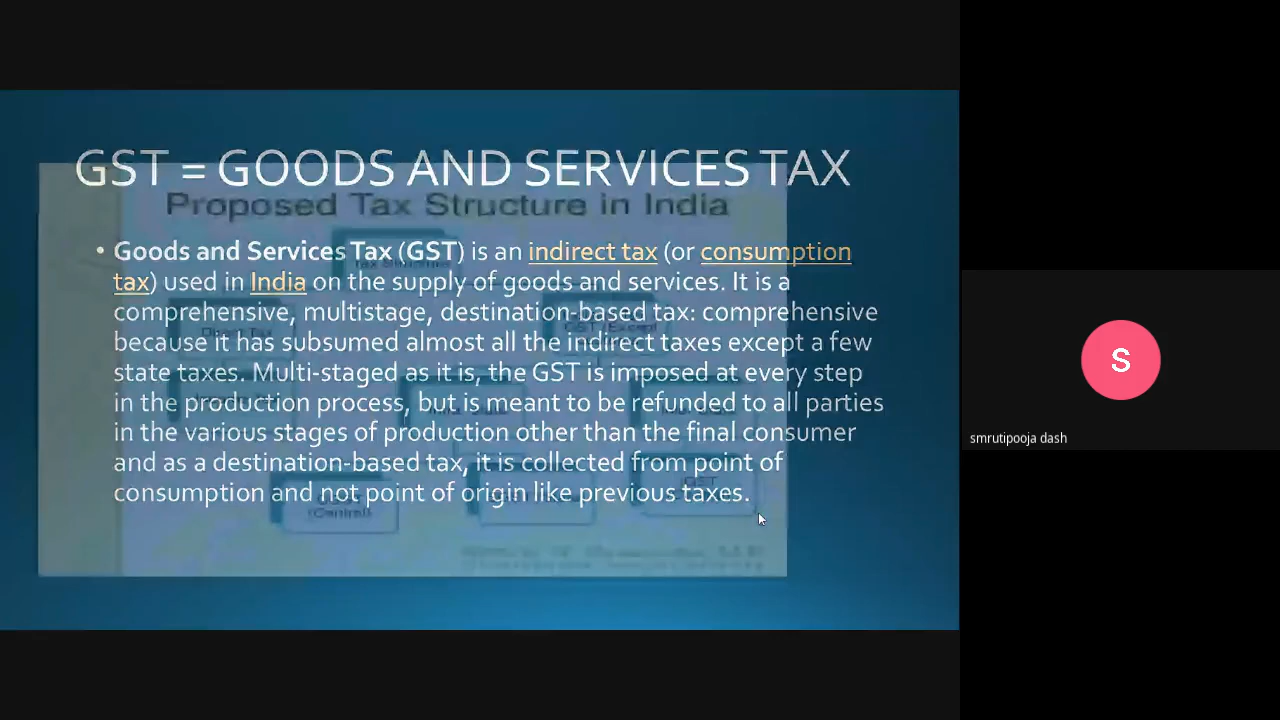 GST = GOODS AND SERVICES TAX
Proposed Tax Structure in India
• Goods and Services Tax (GST) is an indirect tax (or consumption
tax) used in India on the supply of goods and services. It is a
comprehensive, multistage, destination-based tax: comprehensive
because it has subsumed almost all the indirect taxes except a few
state taxes. Multi-staged as it is, the GST is imposed at every step
in the production process, but is meant to be refunded to all parties
in the various stages of production other than the final consumer
and as a destination-based tax, it is collected from point of
consumption and not point of origin like previous taxes.
(Central)
S
smrutipooja dash